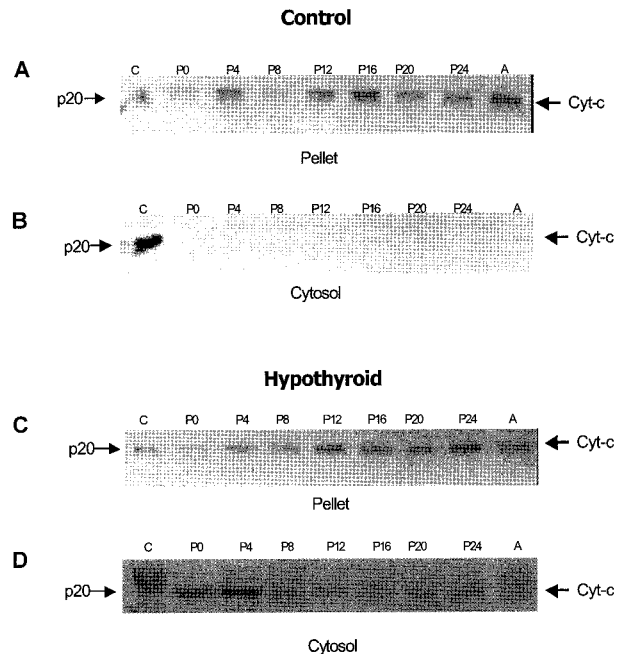 Control
A
C P0 P4 P8 P12 P16 P20 P24 A
p20
Cyt-c
Pellet
B
C P0 P4 P8 P12 P16 P20 P24 A
p20
Cyt-c
Cytosol
Hypothyroid
C
C P0 P4 P8 P12 P16 P20 P24 A
p20
Cyt-c
Pellet
D
C P0 P4 P8 P12 P16 P20 P24 A
p20
Cyt-c
Cytosol